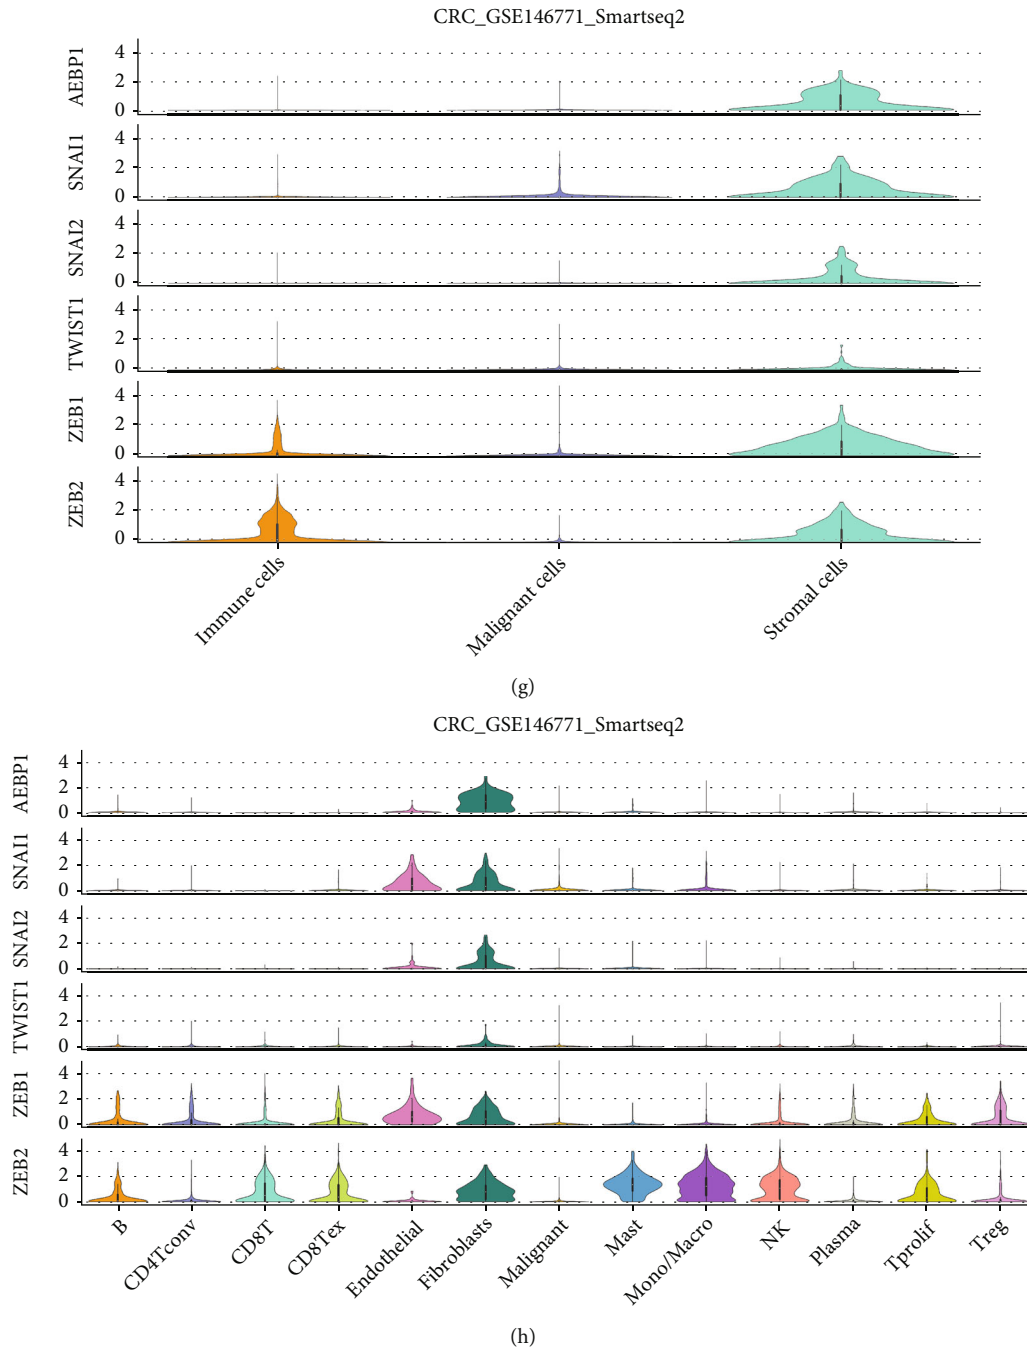 CRC_GSE146771_Smartseq2
AEBP1
4
2
0
SNAI1
4
2
0
SNAI2
4
2
0
TWIST1
4
2
0
ZEB1
4
2
0
ZEB2
4
2
0
Immune cells
Malignant cells
Stromal cells
(g)
CRC_GSE146771_Smartseq2
AEBP1
4
2
0
SNAI1
4
2
0
SNAI2
4
2
0
TWIST1
4
2
0
ZEB1
4
2
0
ZEB2
4
2
0
B
CD4Tconv
CD8T
CD8Tex
Endothelial
Fibroblasts
Malignant
Mast
Mono/Macro
NK
Plasma
Tprolif
Treg
(h)